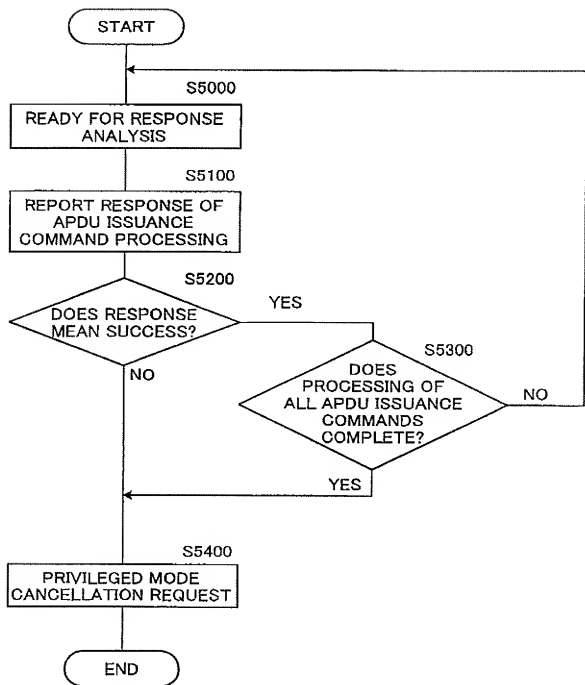 START
S5000
READY FOR RESPONSE
ANALYSIS
S5100
REPORT RESPONSE OF
APDU ISSUANCE
COMMAND PROCESSING
S5200
DOES RESPONSE
MEAN SUCCESS?
YES
NO
S5300
DOES
PROCESSING OF
ALL APDU ISSUANCE
COMMANDS
COMPLETE?
NO
YES
S5400
PRIVILEGED MODE
CANCELLATION REQUEST
END